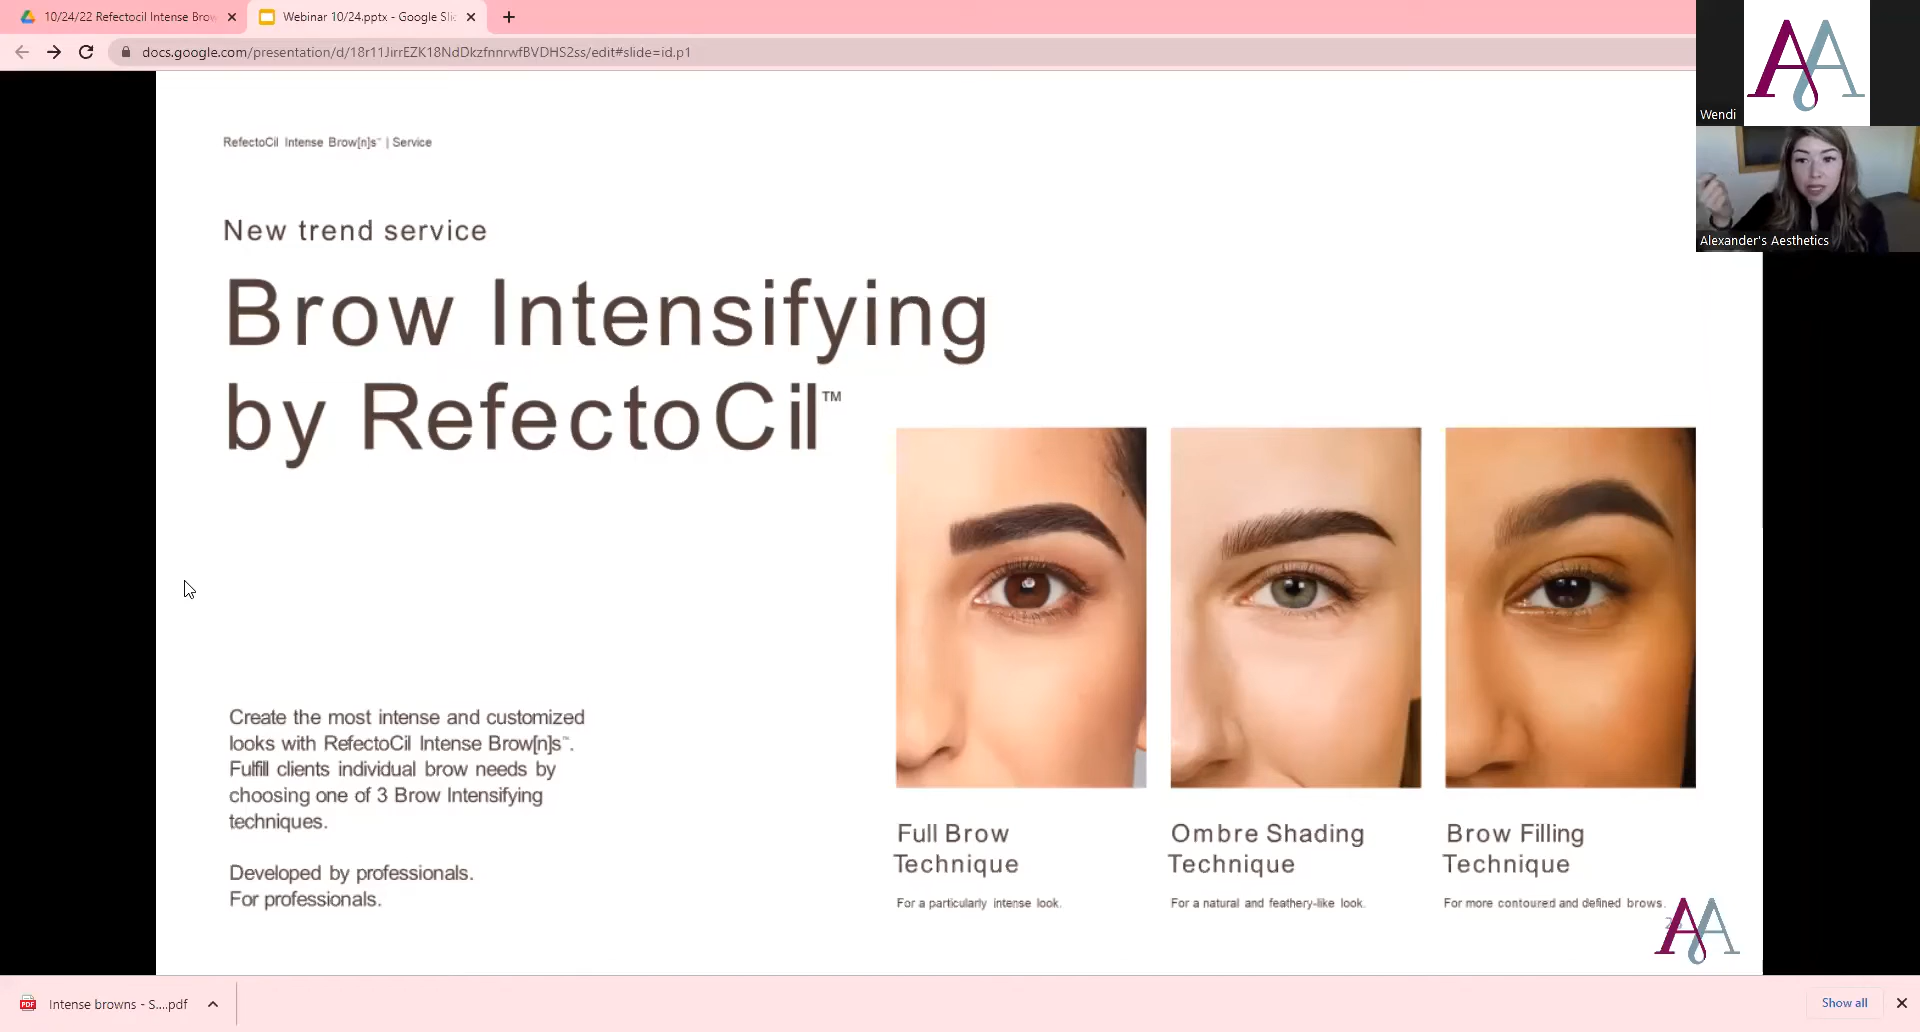 10/24/22 Refectocil Intense Brow
Webinar 10/24.pptx - Google Sli
docs.google.com/presentation/d/18r11JirrEZK18NdDkzfnnrwfBVDHS2ss/edit#slide=id.p1
AA
Wendi
Alexander's Aesthetics
RefectoCil Intense Brow[n]s™ | Service
New trend service
Brow Intensifying
by RefectoCil™
Create the most intense and customized
looks with RefectoCil Intense Brow[n]s™.
Fulfill clients individual brow needs by
choosing one of 3 Brow Intensifying
techniques.
Developed by professionals.
For professionals.
Full Brow
Technique
For a particularly intense look.
Ombre Shading
Technique
For a natural and feathery-like look.
Brow Filling
Technique
For more contoured and defined brows.
AA
PDF
Intense browns - S....pdf
Show all